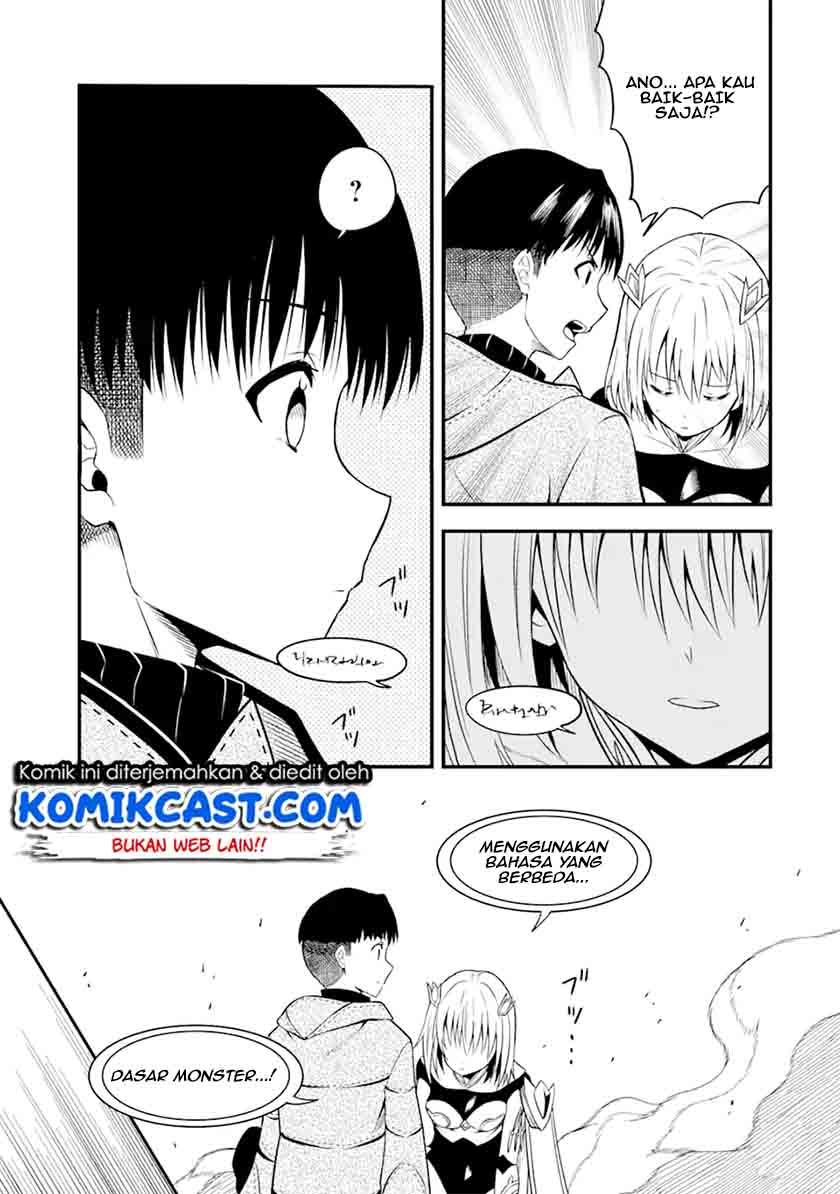 ANO... APA KAU
BAIK-BAIK
SAJA!?
?
Komik ini diterjemahkan & diedit oleh
KOMIKCAST.COM
BUKAN WEB LAIN!!
MENGGUNAKAN
BAHASA YANG
BERBEDA...
DASAR MONSTER...!